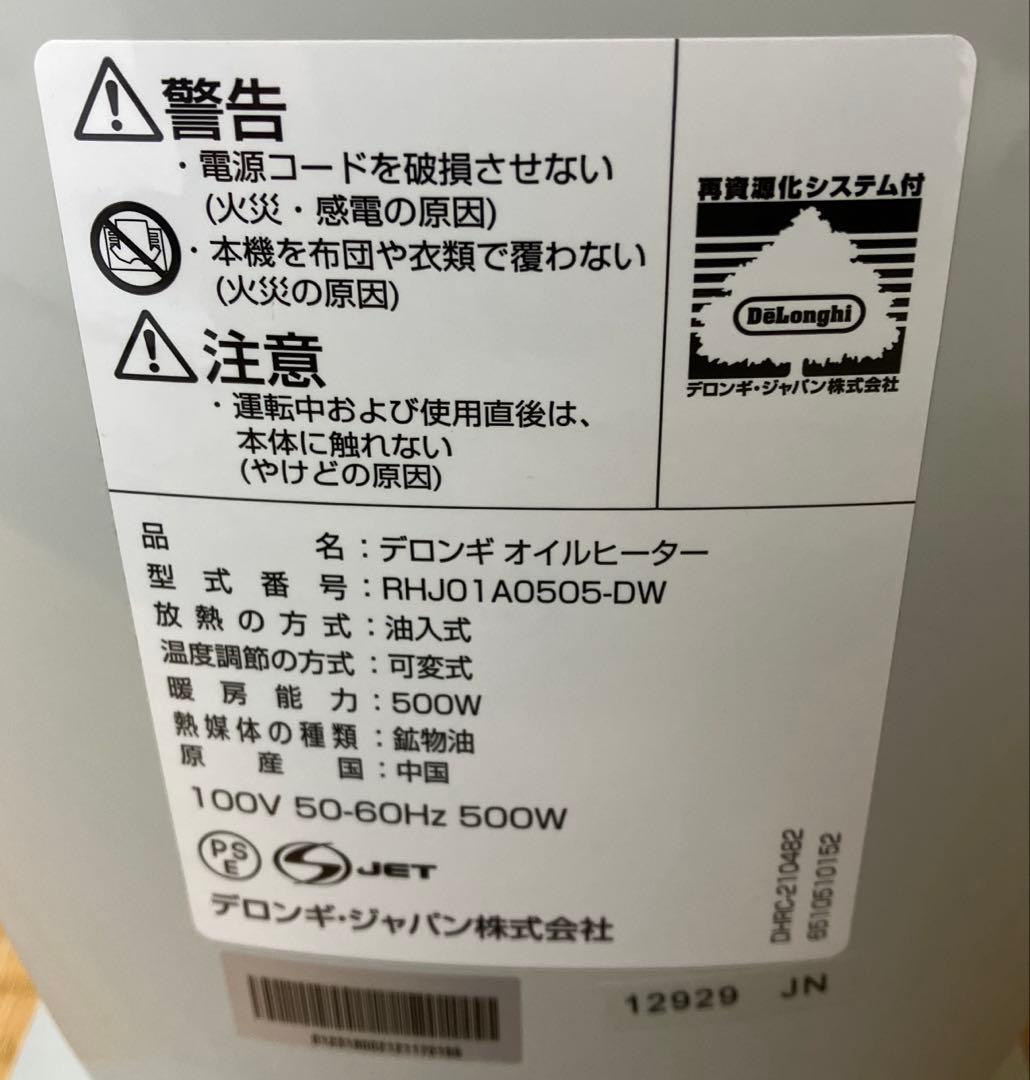 警告
・電源コードを破損させない
(火災・感電の原因)
・本機を布団や衣類で覆わない
(火災の原因)
注意
・運転中および使用直後は、
本体に触れない
(やけどの原因)
再資源化システム付
DeLonghi
デロンギ・ジャパン株式会社
品名：デロンギ オイルヒーター
型式番号：RHJ01A0505-DW
放熱の方式：油入式
温度調節の方式：可変式
暖房能力：500W
熱媒体の種類：鉱物油
原産国：中国
100V 50-60Hz 500W
PSE
JET
デロンギ・ジャパン株式会社
DHRC-210482
6510510152
12929 JN